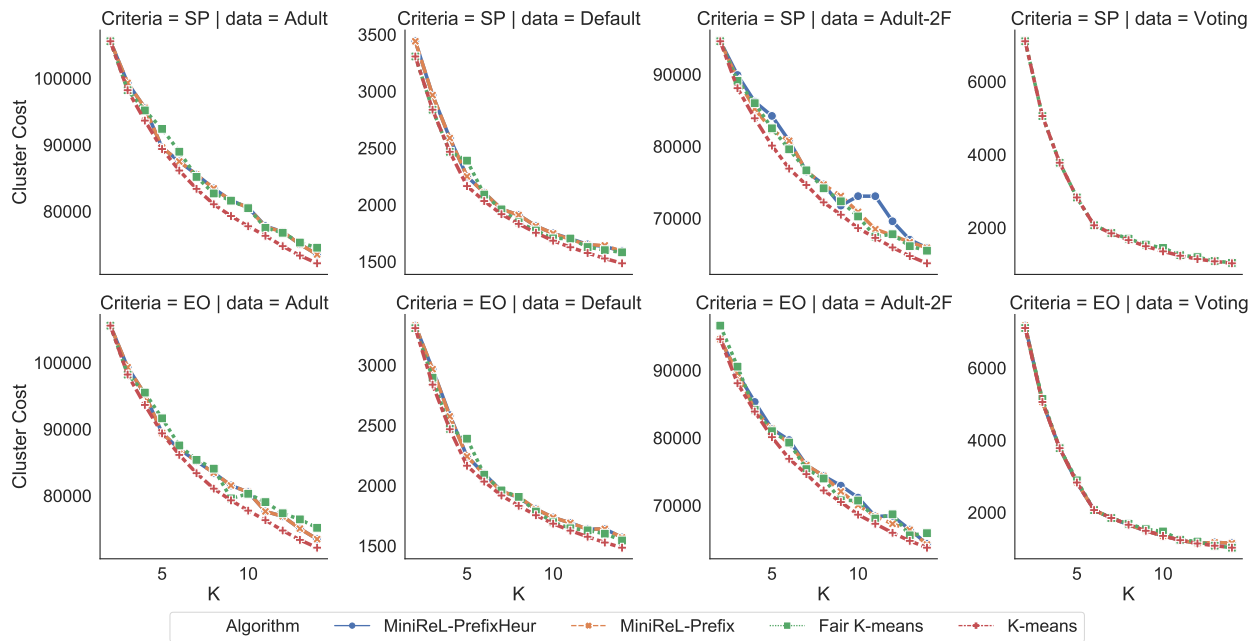 Criteria = SP | data = Adult
Criteria = SP | data = Default
Criteria = SP | data = Adult-2F
Criteria = SP | data = Voting
Cluster Cost
100000
90000
80000
3500
3000
2500
2000
1500
90000
80000
70000
6000
4000
2000
Criteria = EO | data = Adult
Criteria = EO | data = Default
Criteria = EO | data = Adult-2F
Criteria = EO | data = Voting
Cluster Cost
100000
90000
80000
3000
2500
2000
1500
90000
80000
70000
6000
4000
2000
5 10
K
5 10
K
5 10
K
5 10
K
Algorithm MiniReL-PrefixHeur MiniReL-Prefix Fair K-means K-means